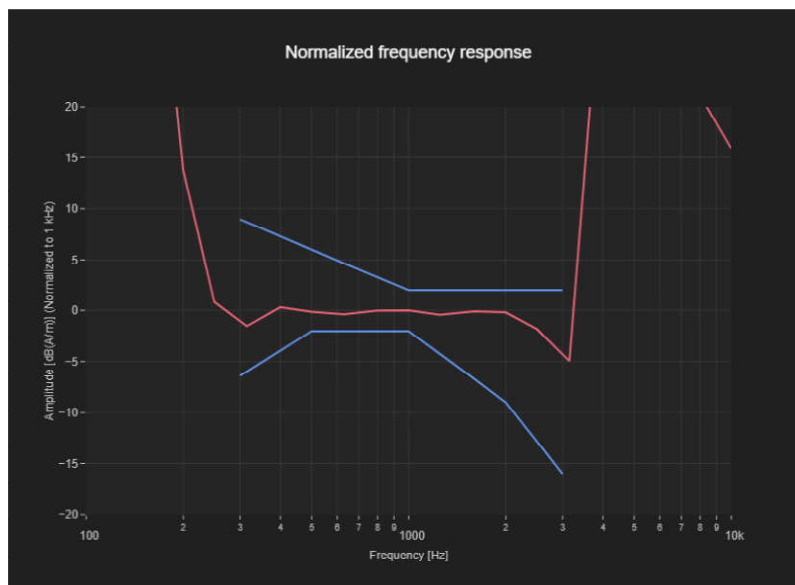 Normalized frequency response
Amplitude [dB(A/m)] (Normalized to 1 kHz)
20
15
10
5
0
−5
−10
−15
−20
100 2 3 4 5 6 7 8 9 1000 2 3 4 5 6 7 8 9 10k
Frequency [Hz]